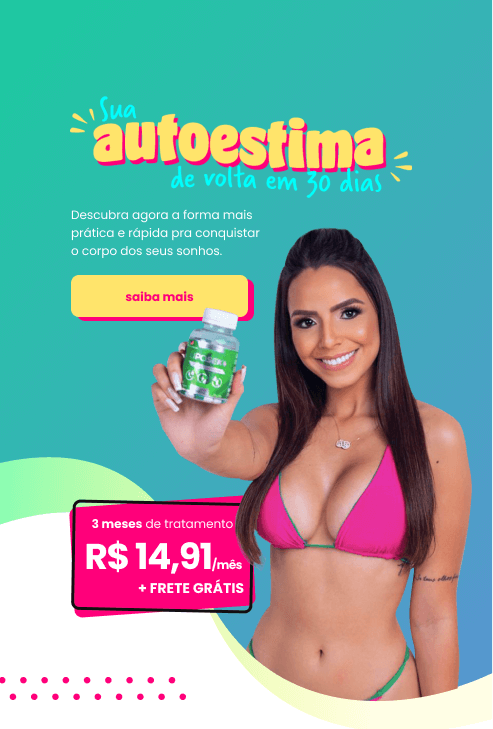 Sua
autoestima
de volta em 30 dias
Descubra agora a forma mais
prática e rápida pra conquistar
o corpo dos seus sonhos.
saiba mais
3 meses de tratamento
R$ 14,91/mês
+ FRETE GRÁTIS